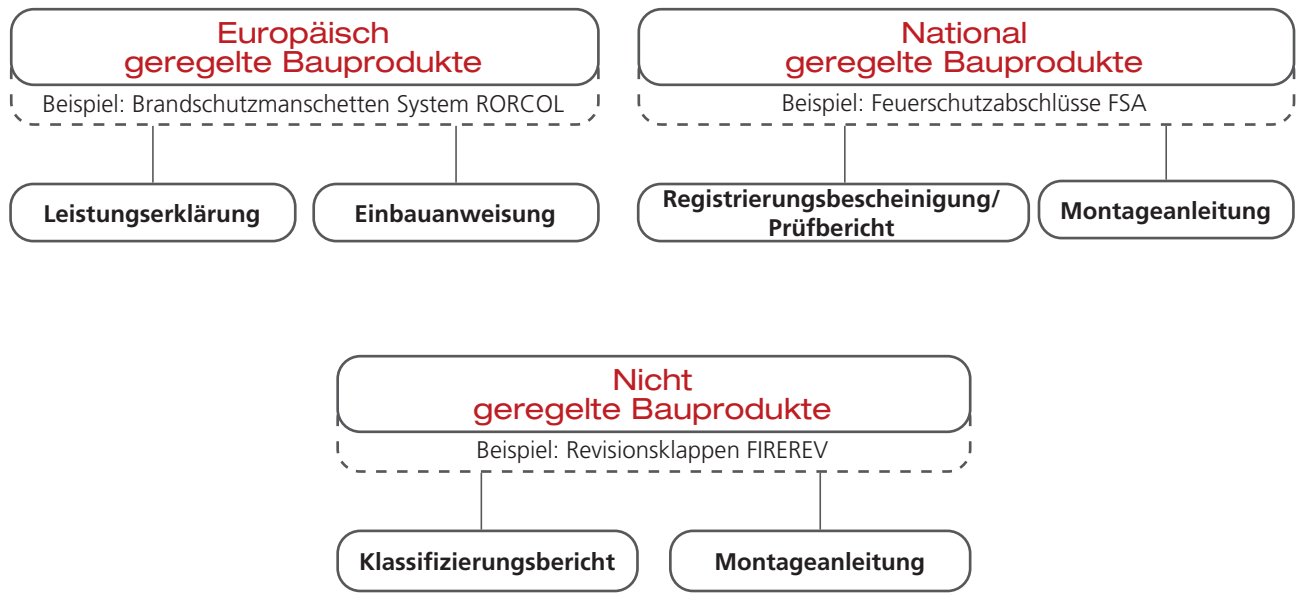 Europäisch
geregelte Bauprodukte
Beispiel: Brandschutzmanschetten System RORCOL
Leistungserklärung
Einbauanweisung
National
geregelte Bauprodukte
Beispiel: Feuerschutzabschlüsse FSA
Registrierungsbescheinigung/
Prüfbericht
Montageanleitung
Nicht
geregelte Bauprodukte
Beispiel: Revisionsklappen FIREREV
Klassifizierungsbericht
Montageanleitung